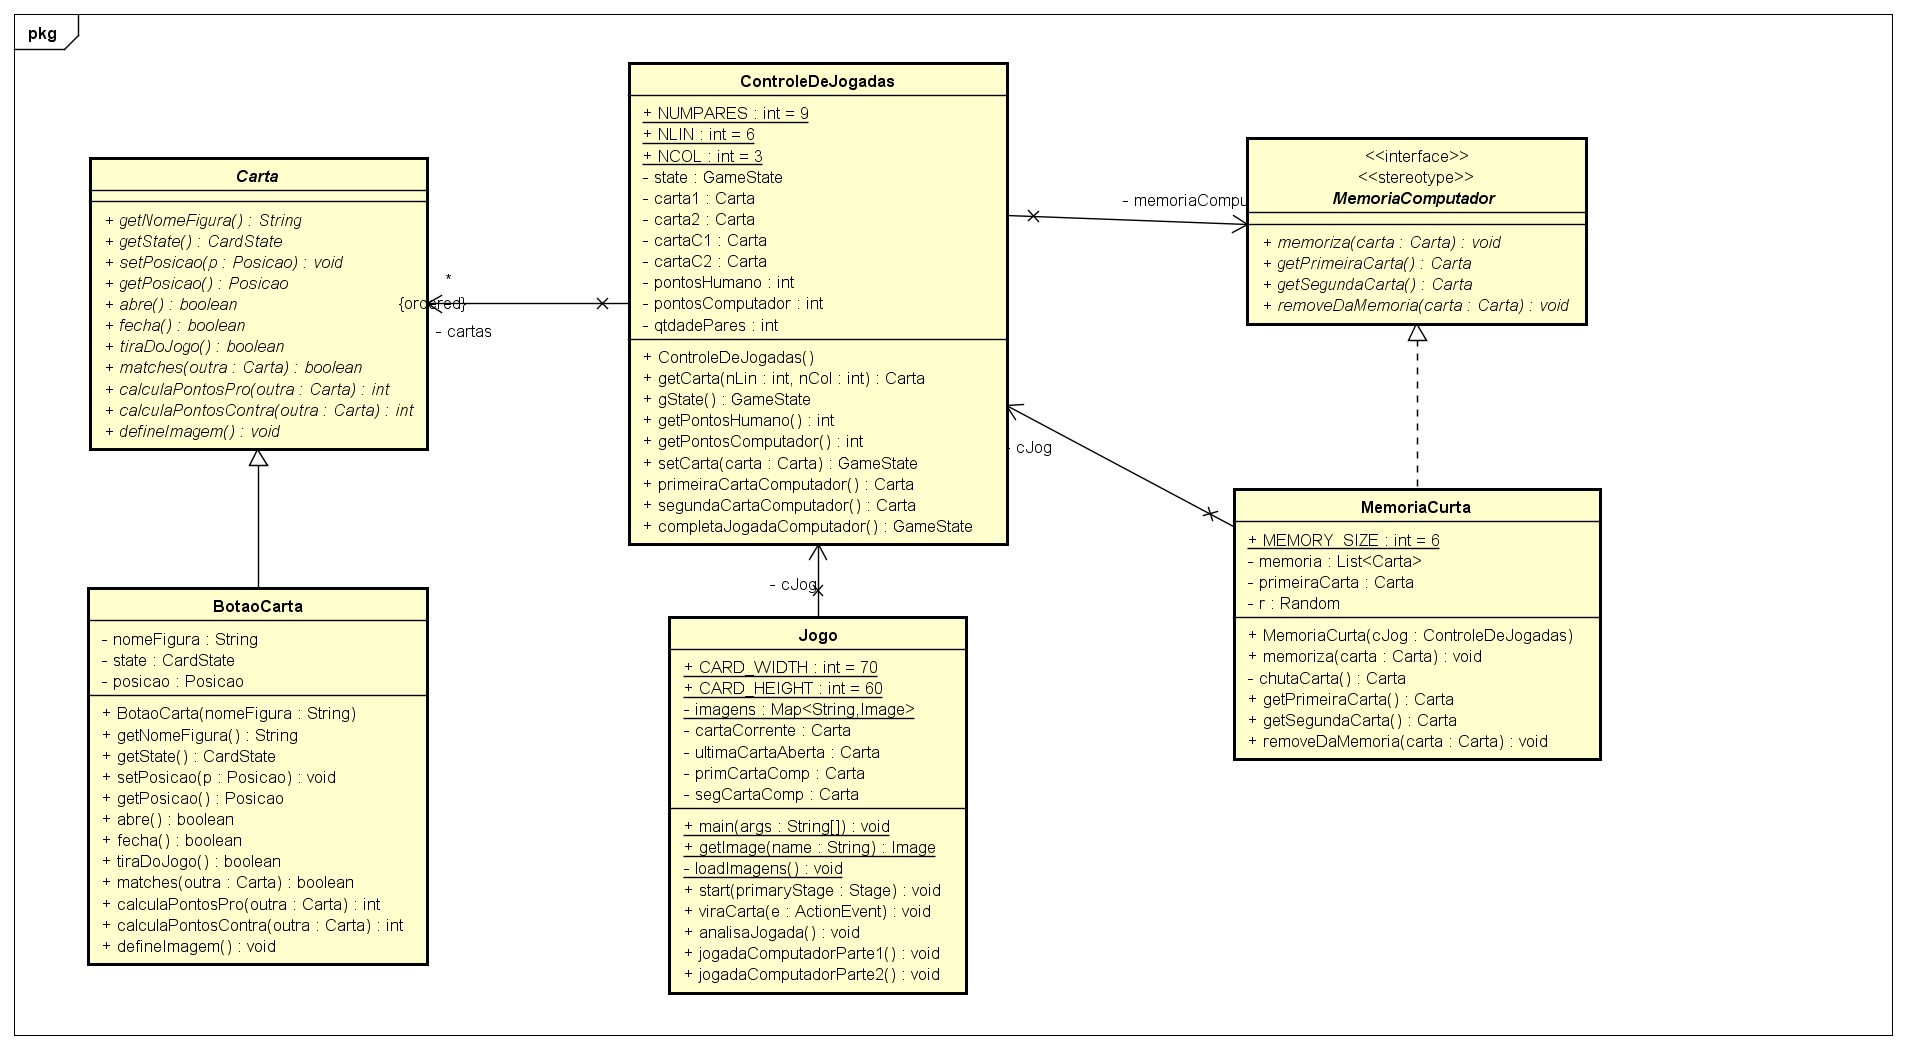 pkg
Carta
+ getNomeFigura() : String
+ getState() : CardState
+ setPosicao(p : Posicao) : void
+ getPosicao() : Posicao
+ abre() : boolean
+ fecha() : boolean
+ tiraDoJogo() : boolean
+ matches(outra : Carta) : boolean
+ calculaPontosPro(outra : Carta) : int
+ calculaPontosContra(outra : Carta) : int
+ defineImagem() : void
*
{ordered}
- cartas
ControleDeJogadas
+ NUMPARES : int = 9
+ NLIN : int = 6
+ NCOL : int = 3
- state : GameState
- carta1 : Carta
- carta2 : Carta
- cartaC1 : Carta
- cartaC2 : Carta
- pontosHumano : int
- pontosComputador : int
- qtdadePares : int
+ ControleDeJogadas()
+ getCarta(nLin : int, nCol : int) : Carta
+ gState() : GameState
+ getPontosHumano() : int
+ getPontosComputador() : int
+ setCarta(carta : Carta) : GameState
+ primeiraCartaComputador() : Carta
+ segundaCartaComputador() : Carta
+ completaJogadaComputador() : GameState
- memoriaCompu
<<interface>>
<<stereotype>>
MemoriaComputador
+ memoriza(carta : Carta) : void
+ getPrimeiraCarta() : Carta
+ getSegundaCarta() : Carta
+ removeDaMemoria(carta : Carta) : void
- cJog
BotaoCarta
- nomeFigura : String
- state : CardState
- posicao : Posicao
+ BotaoCarta(nomeFigura : String)
+ getNomeFigura() : String
+ getState() : CardState
+ setPosicao(p : Posicao) : void
+ getPosicao() : Posicao
+ abre() : boolean
+ fecha() : boolean
+ tiraDoJogo() : boolean
+ matches(outra : Carta) : boolean
+ calculaPontosPro(outra : Carta) : int
+ calculaPontosContra(outra : Carta) : int
+ defineImagem() : void
- cJog
Jogo
+ CARD_WIDTH : int = 70
+ CARD_HEIGHT : int = 60
- imagens : Map<String,Image>
- cartaCorrente : Carta
- ultimaCartaAberta : Carta
- primCartaComp : Carta
- segCartaComp : Carta
+ main(args : String[]) : void
+ getImage(name : String) : Image
- loadImagens() : void
+ start(primaryStage : Stage) : void
+ viraCarta(e : ActionEvent) : void
+ analisaJogada() : void
+ jogadaComputadorParte1() : void
+ jogadaComputadorParte2() : void
MemoriaCurta
+ MEMORY_SIZE : int = 6
- memoria : List<Carta>
- primeiraCarta : Carta
- r : Random
+ MemoriaCurta(cJog : ControleDeJogadas)
+ memoriza(carta : Carta) : void
- chutaCarta() : Carta
+ getPrimeiraCarta() : Carta
+ getSegundaCarta() : Carta
+ removeDaMemoria(carta : Carta) : void